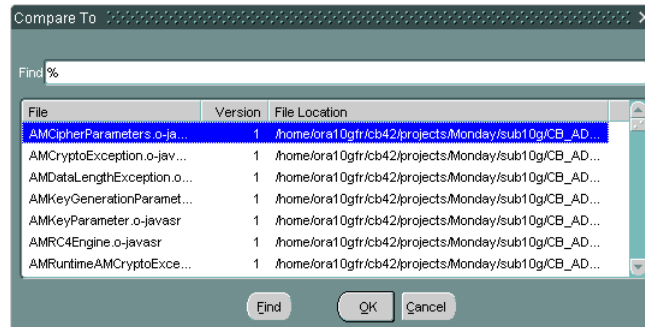 Compare To
Find %
File Version File Location
AMCipherParameters.o-ja... 1 /home/ora10gfr/cb42/projects/Monday/sub10g/CB_AD...
AMCryptoException.o-jav... 1 /home/ora10gfr/cb42/projects/Monday/sub10g/CB_AD...
AMDataLengthException.o... 1 /home/ora10gfr/cb42/projects/Monday/sub10g/CB_AD...
AMKeyGenerationParamet... 1 /home/ora10gfr/cb42/projects/Monday/sub10g/CB_AD...
AMKeyParameter.o-javasr 1 /home/ora10gfr/cb42/projects/Monday/sub10g/CB_AD...
AMRC4Engine.o-javasr 1 /home/ora10gfr/cb42/projects/Monday/sub10g/CB_AD...
AMRuntimeAMCryptoExce... 1 /home/ora10gfr/cb42/projects/Monday/sub10g/CB_AD...
Find OK Cancel